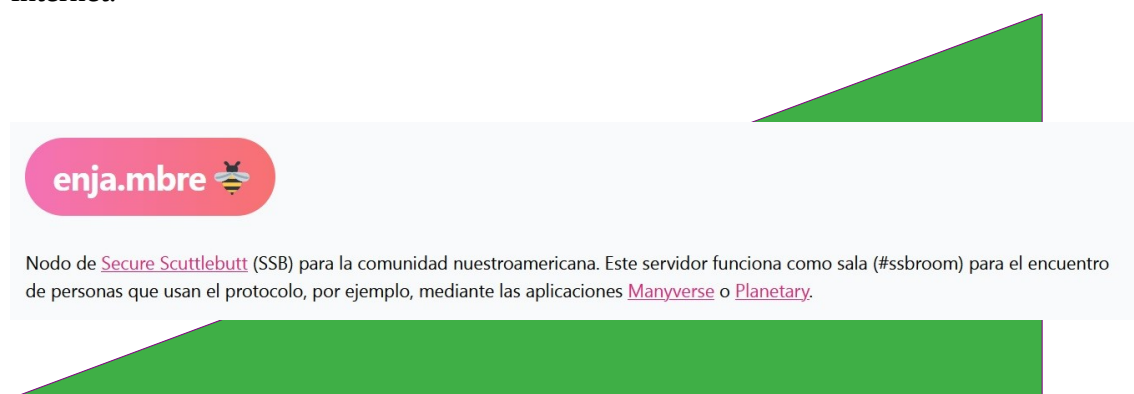 enja.mbre
Nodo de Secure Scuttlebutt (SSB) para la comunidad nuestroamericana. Este servidor funciona como sala (#ssbroom) para el encuentro
de personas que usan el protocolo, por ejemplo, mediante las aplicaciones Manyverse o Planetary.